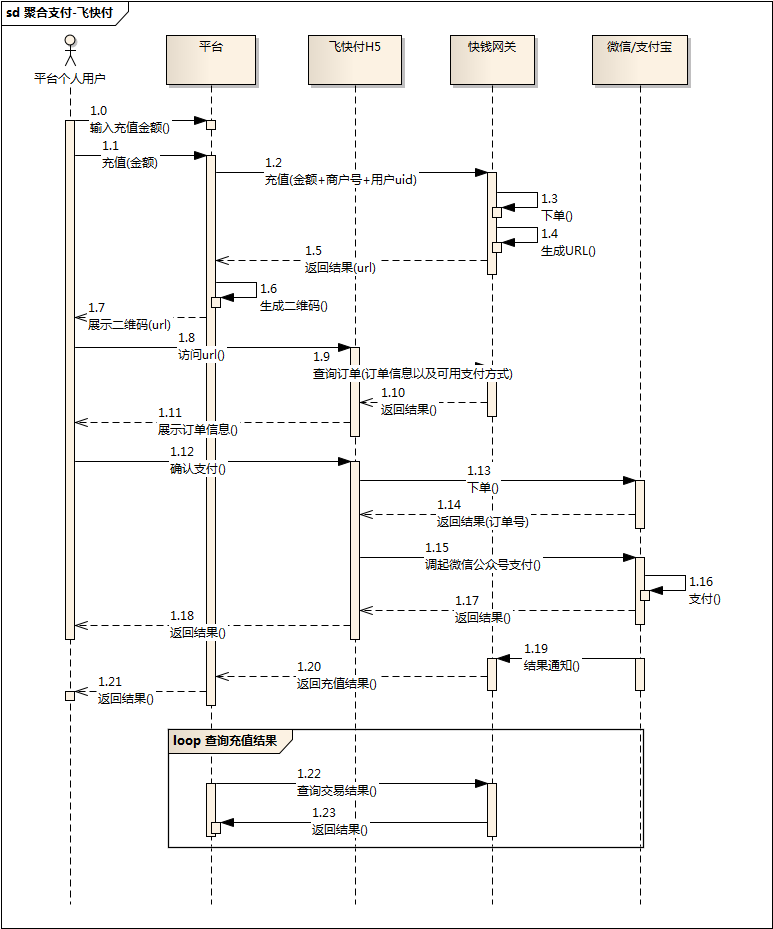 sd 聚合支付-飞快付
平台个人用户
平台
飞快付H5
快钱网关
微信/支付宝
1.0
输入充值金额()
1.1
充值(金额)
1.2
充值(金额+商户号+用户uid)
1.3
下单()
1.4
生成URL()
1.5
返回结果(url)
1.6
生成二维码()
1.7
展示二维码(url)
1.8
访问url()
1.9
查询订单(订单信息以及可用支付方式)
1.10
返回结果()
1.11
展示订单信息()
1.12
确认支付()
1.13
下单()
1.14
返回结果(订单号)
1.15
调起微信公众号支付()
1.16
支付()
1.17
返回结果()
1.18
返回结果()
1.19
结果通知()
1.20
返回充值结果()
1.21
返回结果()
loop 查询充值结果
1.22
查询交易结果()
1.23
返回结果()